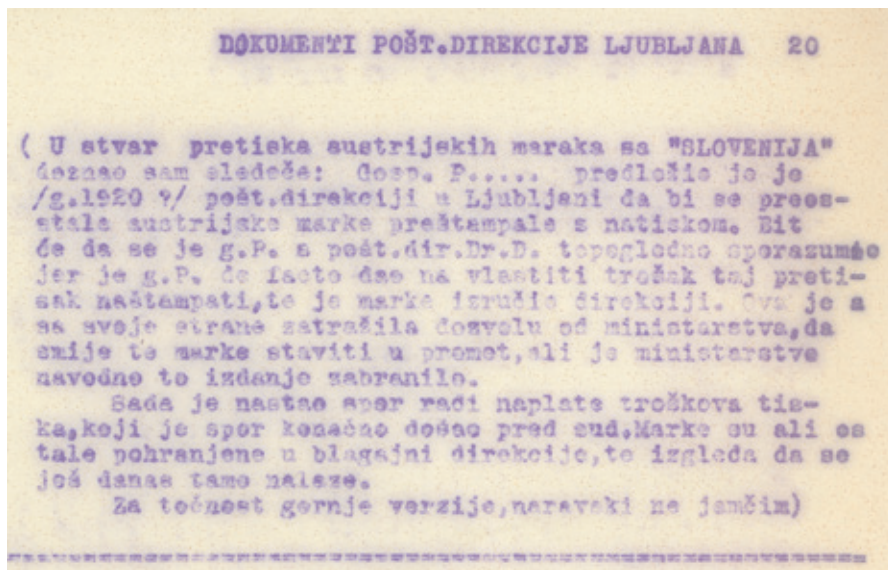 DOKUMENTI POŠT.DIREKCIJE LJUBLJANA 20
( U stvar pretiska austrijskih maraka sa "SLOVENIJA"
doznao sam sledeće: Gosp. P..... predložio je je
/g.1920 ?/ pošt.direkciji u Ljubljani da bi se preos-
tale austrijske marke preštampale s natiskom. Bit
će da se je g.P. s pošt.dir.Dr.D. topogledno sporazumio
jer je g.P. de facto dao na vlastiti trošak taj preti-
sak naštampati,te je marke izručio direkciji. Ova je a
sa svoje strane zatražila dozvolu od ministarstva,da
smije te marke staviti u promet,ali je ministarstvo
navodno to izdanje zabranilo.
Sada je nastao spor radi naplate troškova tis-
ka,koji je spor konačno došao pred sud.Marke su ali os
tale pohranjene u blagajni direkcije,te izgleda da se
još danas tamo nalaze.
Za točnost gornje verzije,naravski ne jamčim)